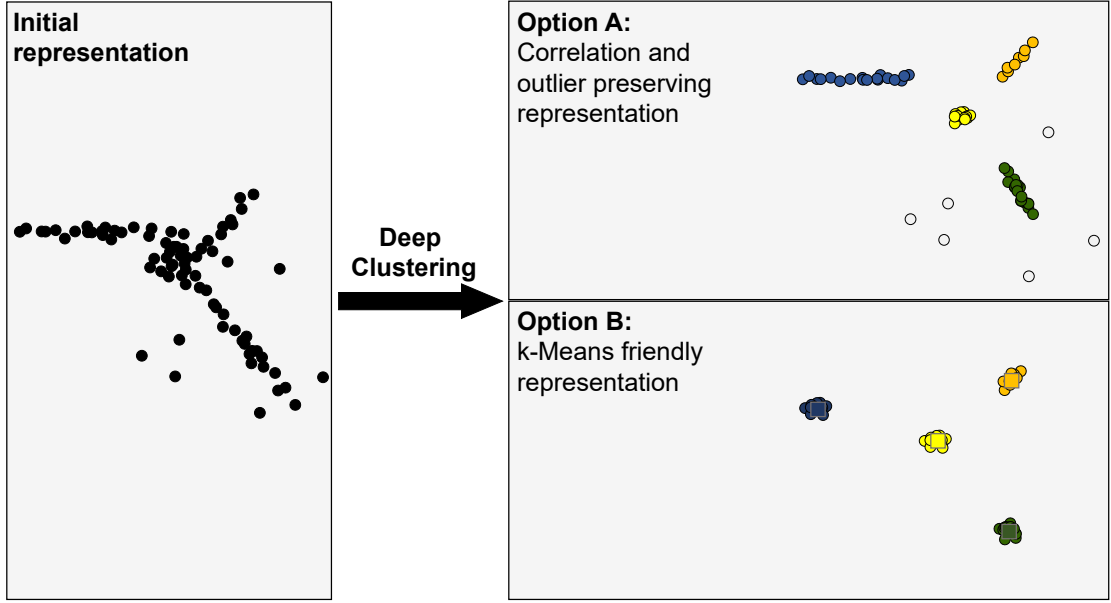 Initial
representation
Deep
Clustering
Option A:
Correlation and
outlier preserving
representation
Option B:
k-Means friendly
representation